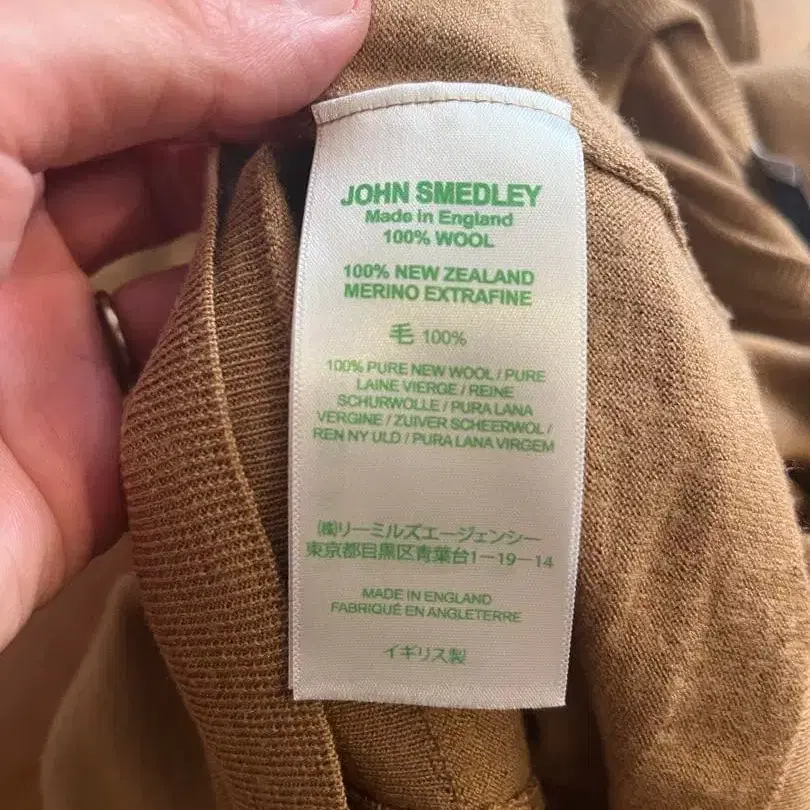 JOHN SMEDLEY
Made in England
100% WOOL
100% NEW ZEALAND
MERINO EXTRAFINE
毛 100%
100% PURE NEW WOOL / PURE
LAINE VIERGE / REINE
SCHURWOLLE / PURA LANA
VERGINE / ZUIVER SCHEERWOL /
REN NY ULD / PURA LANA VIRGEM
㈱リーミルズエージェンシー
東京都目黒区青葉台1-19-14
MADE IN ENGLAND
FABRIQUÉ EN ANGLETERRE
イギリス製